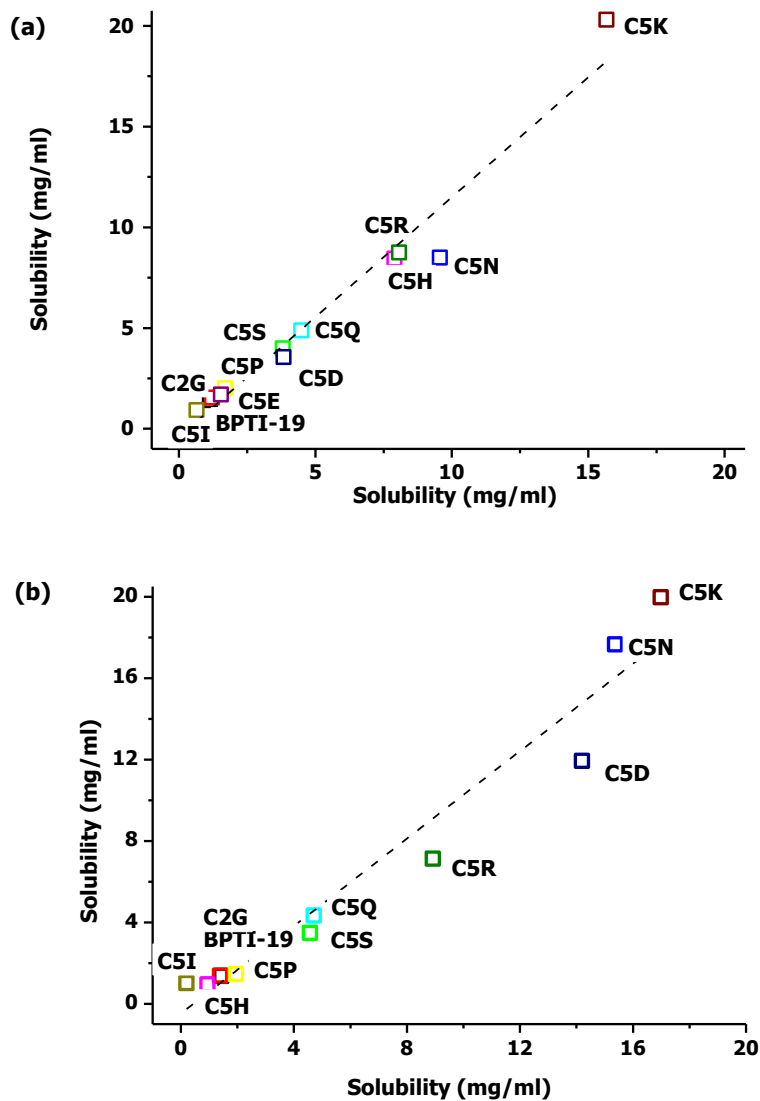 (a)
20
15
10
5
0
Solubility (mg/ml)
C5K
C5R
C5N
C5H
C5S
C5Q
C5P
C5D
C2G
C5E
BPTI-19
C5I
0 5 10 15 20
Solubility (mg/ml)
(b)
20
16
12
8
4
0
Solubility (mg/ml)
C5K
C5N
C5D
C5R
C5Q
C2G
BPTI-19
C5S
C5I
C5P
C5H
0 4 8 12 16 20
Solubility (mg/ml)